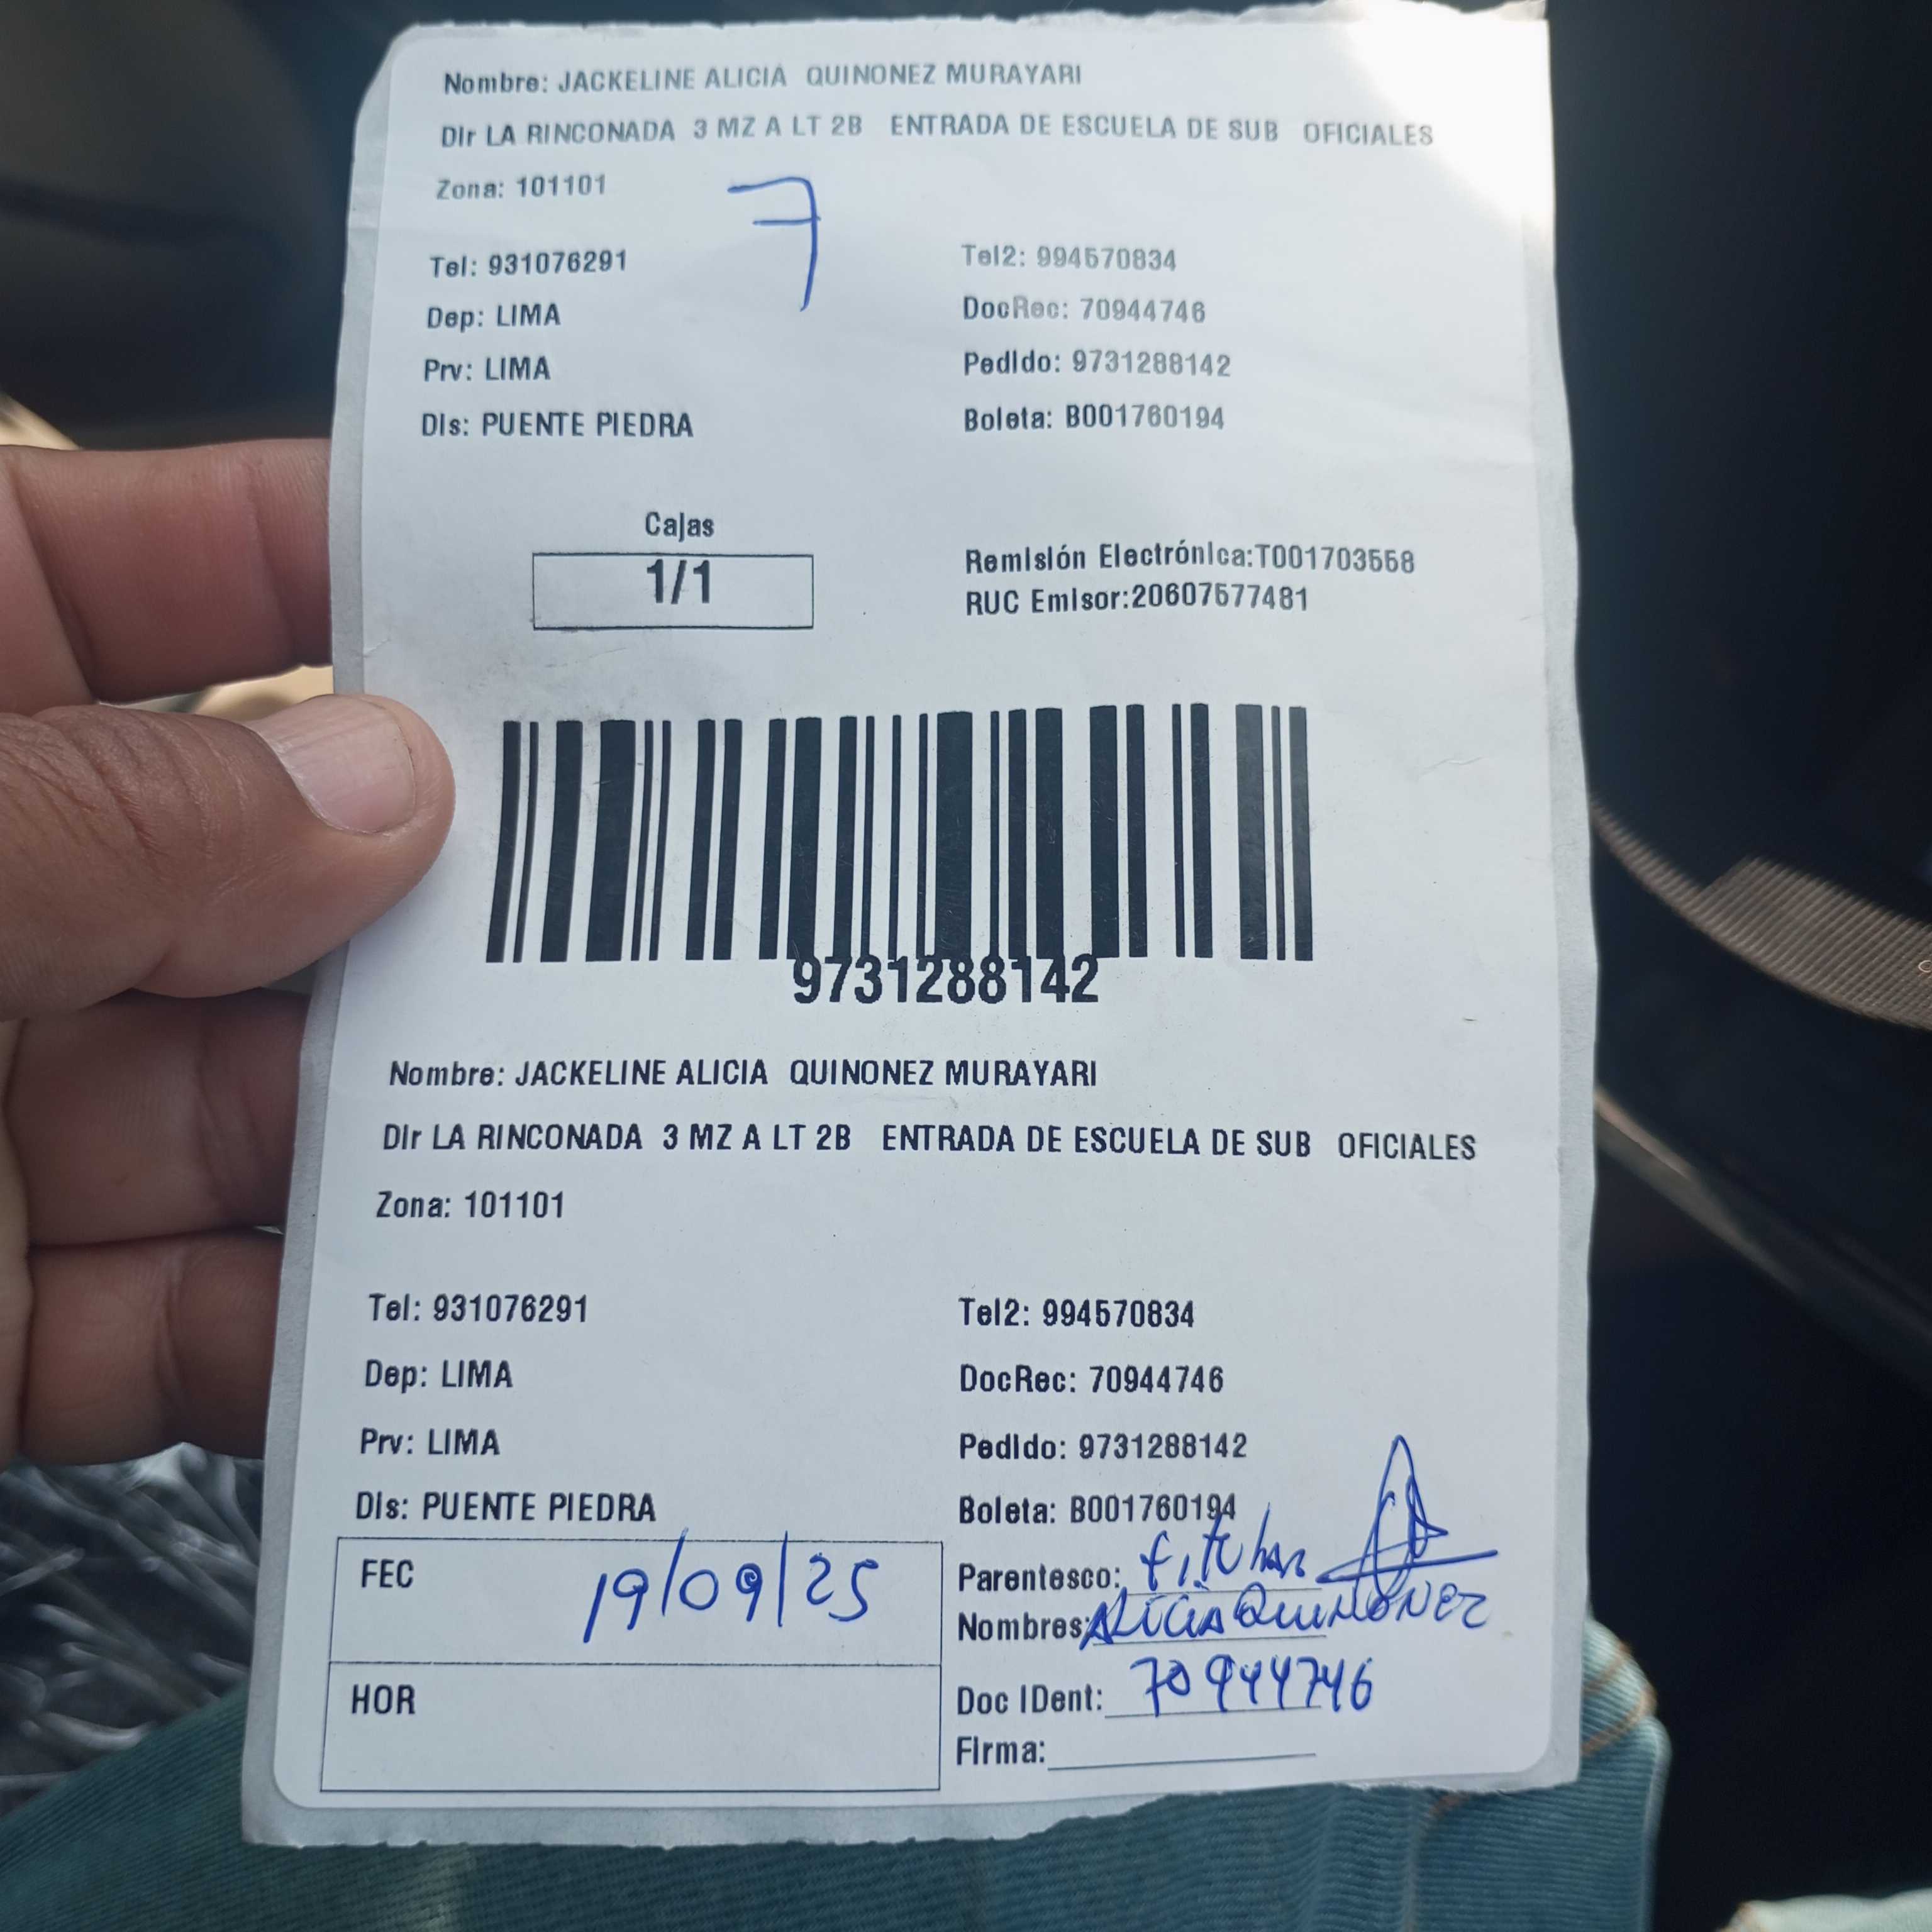 Nombre: JACKELINE ALICIA QUINONEZ MURAYARI
Dir LA RINCONADA 3 MZ A LT 2B ENTRADA DE ESCUELA DE SUB OFICIALES
Zona: 101101
7
Tel: 931076291 Tel2: 994570834
Dep: LIMA DocRec: 70944746
Prv: LIMA Pedido: 9731288142
Dis: PUENTE PIEDRA Boleta: B001760194
Cajas
1/1
Remisión Electrónica:T001703558
RUC Emisor:20607577481
9731288142
Nombre: JACKELINE ALICIA QUINONEZ MURAYARI
Dir LA RINCONADA 3 MZ A LT 2B ENTRADA DE ESCUELA DE SUB OFICIALES
Zona: 101101
Tel: 931076291 Tel2: 994570834
Dep: LIMA DocRec: 70944746
Prv: LIMA Pedido: 9731288142
Dis: PUENTE PIEDRA Boleta: B001760194
FEC 19/09/25
Parentesco: titular
Nombres: ALICIA QUIÑONEZ
HOR
Doc IDent: 70944746
Firma: